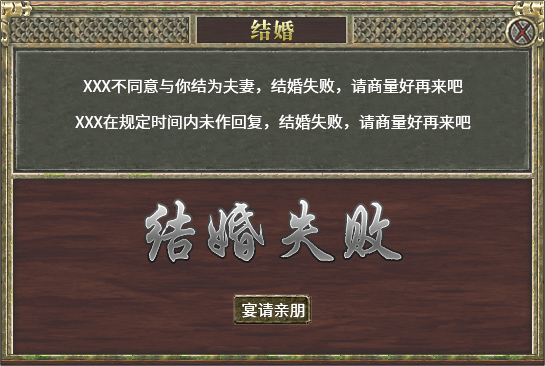 结婚
XXX不同意与你结为夫妻，结婚失败，请商量好再来吧
XXX在规定时间内未作回复，结婚失败，请商量好再来吧
结婚失败
宴请亲朋